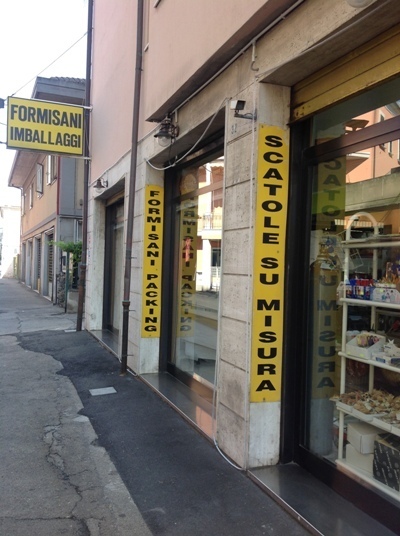 FORMISANI
IMBALLAGGI
FORMISANI PACKING
SCATOLE SU MISURA